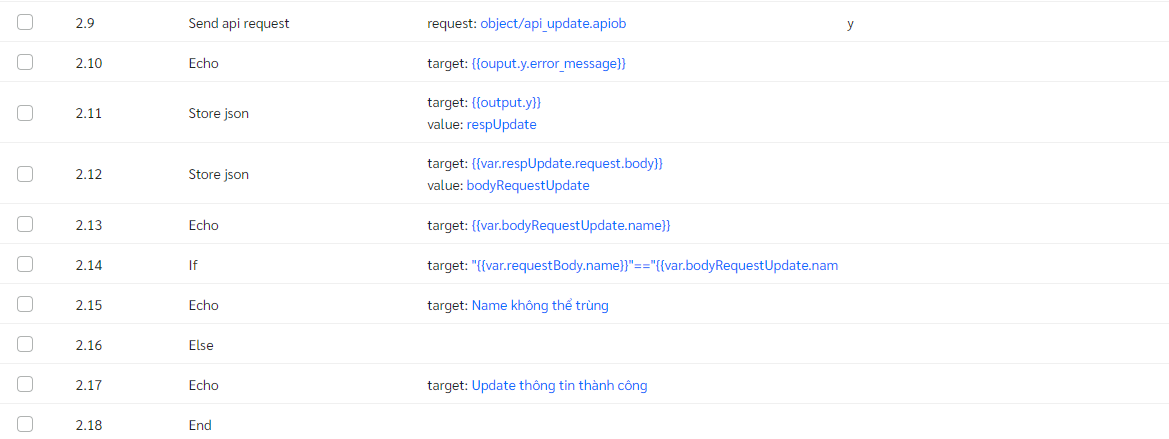 2.9 Send api request request: object/api_update.apiob y
2.10 Echo target: {{ouput.y.error_message}}
2.11 Store json target: {{output.y}}
value: respUpdate
2.12 Store json target: {{var.respUpdate.request.body}}
value: bodyRequestUpdate
2.13 Echo target: {{var.bodyRequestUpdate.name}}
2.14 If target: "{{var.requestBody.name}}"=="{{var.bodyRequestUpdate.nam
2.15 Echo target: Name không thể trùng
2.16 Else
2.17 Echo target: Update thông tin thành công
2.18 End